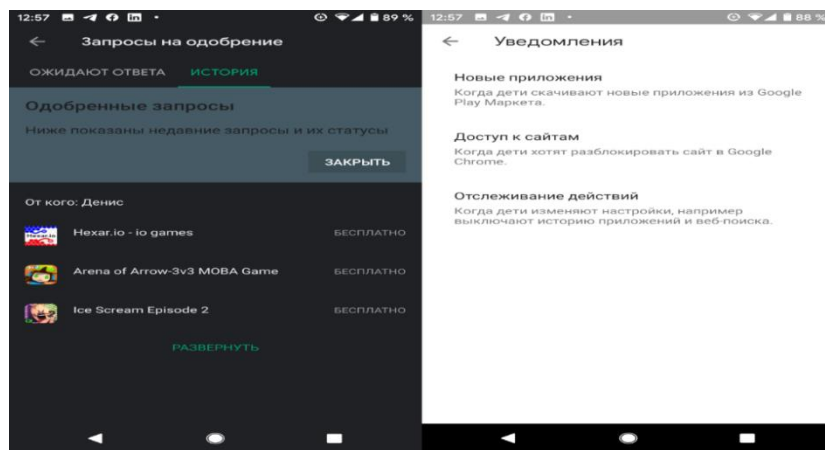 12:57
89 %
Запросы на одобрение
ОЖИДАЮТ ОТВЕТА ИСТОРИЯ
Одобренные запросы
Ниже показаны недавние запросы и их статусы
ЗАКРЫТЬ
От кого: Денис
Hexar.io - io games БЕСПЛАТНО
Arena of Arrow-3v3 MOBA Game БЕСПЛАТНО
Ice Scream Episode 2 БЕСПЛАТНО
РАЗВЕРНУТЬ
12:57
88 %
Уведомления
Новые приложения
Когда дети скачивают новые приложения из Google
Play Маркета.
Доступ к сайтам
Когда дети хотят разблокировать сайт в Google
Chrome.
Отслеживание действий
Когда дети изменяют настройки, например
выключают историю приложений и веб-поиска.